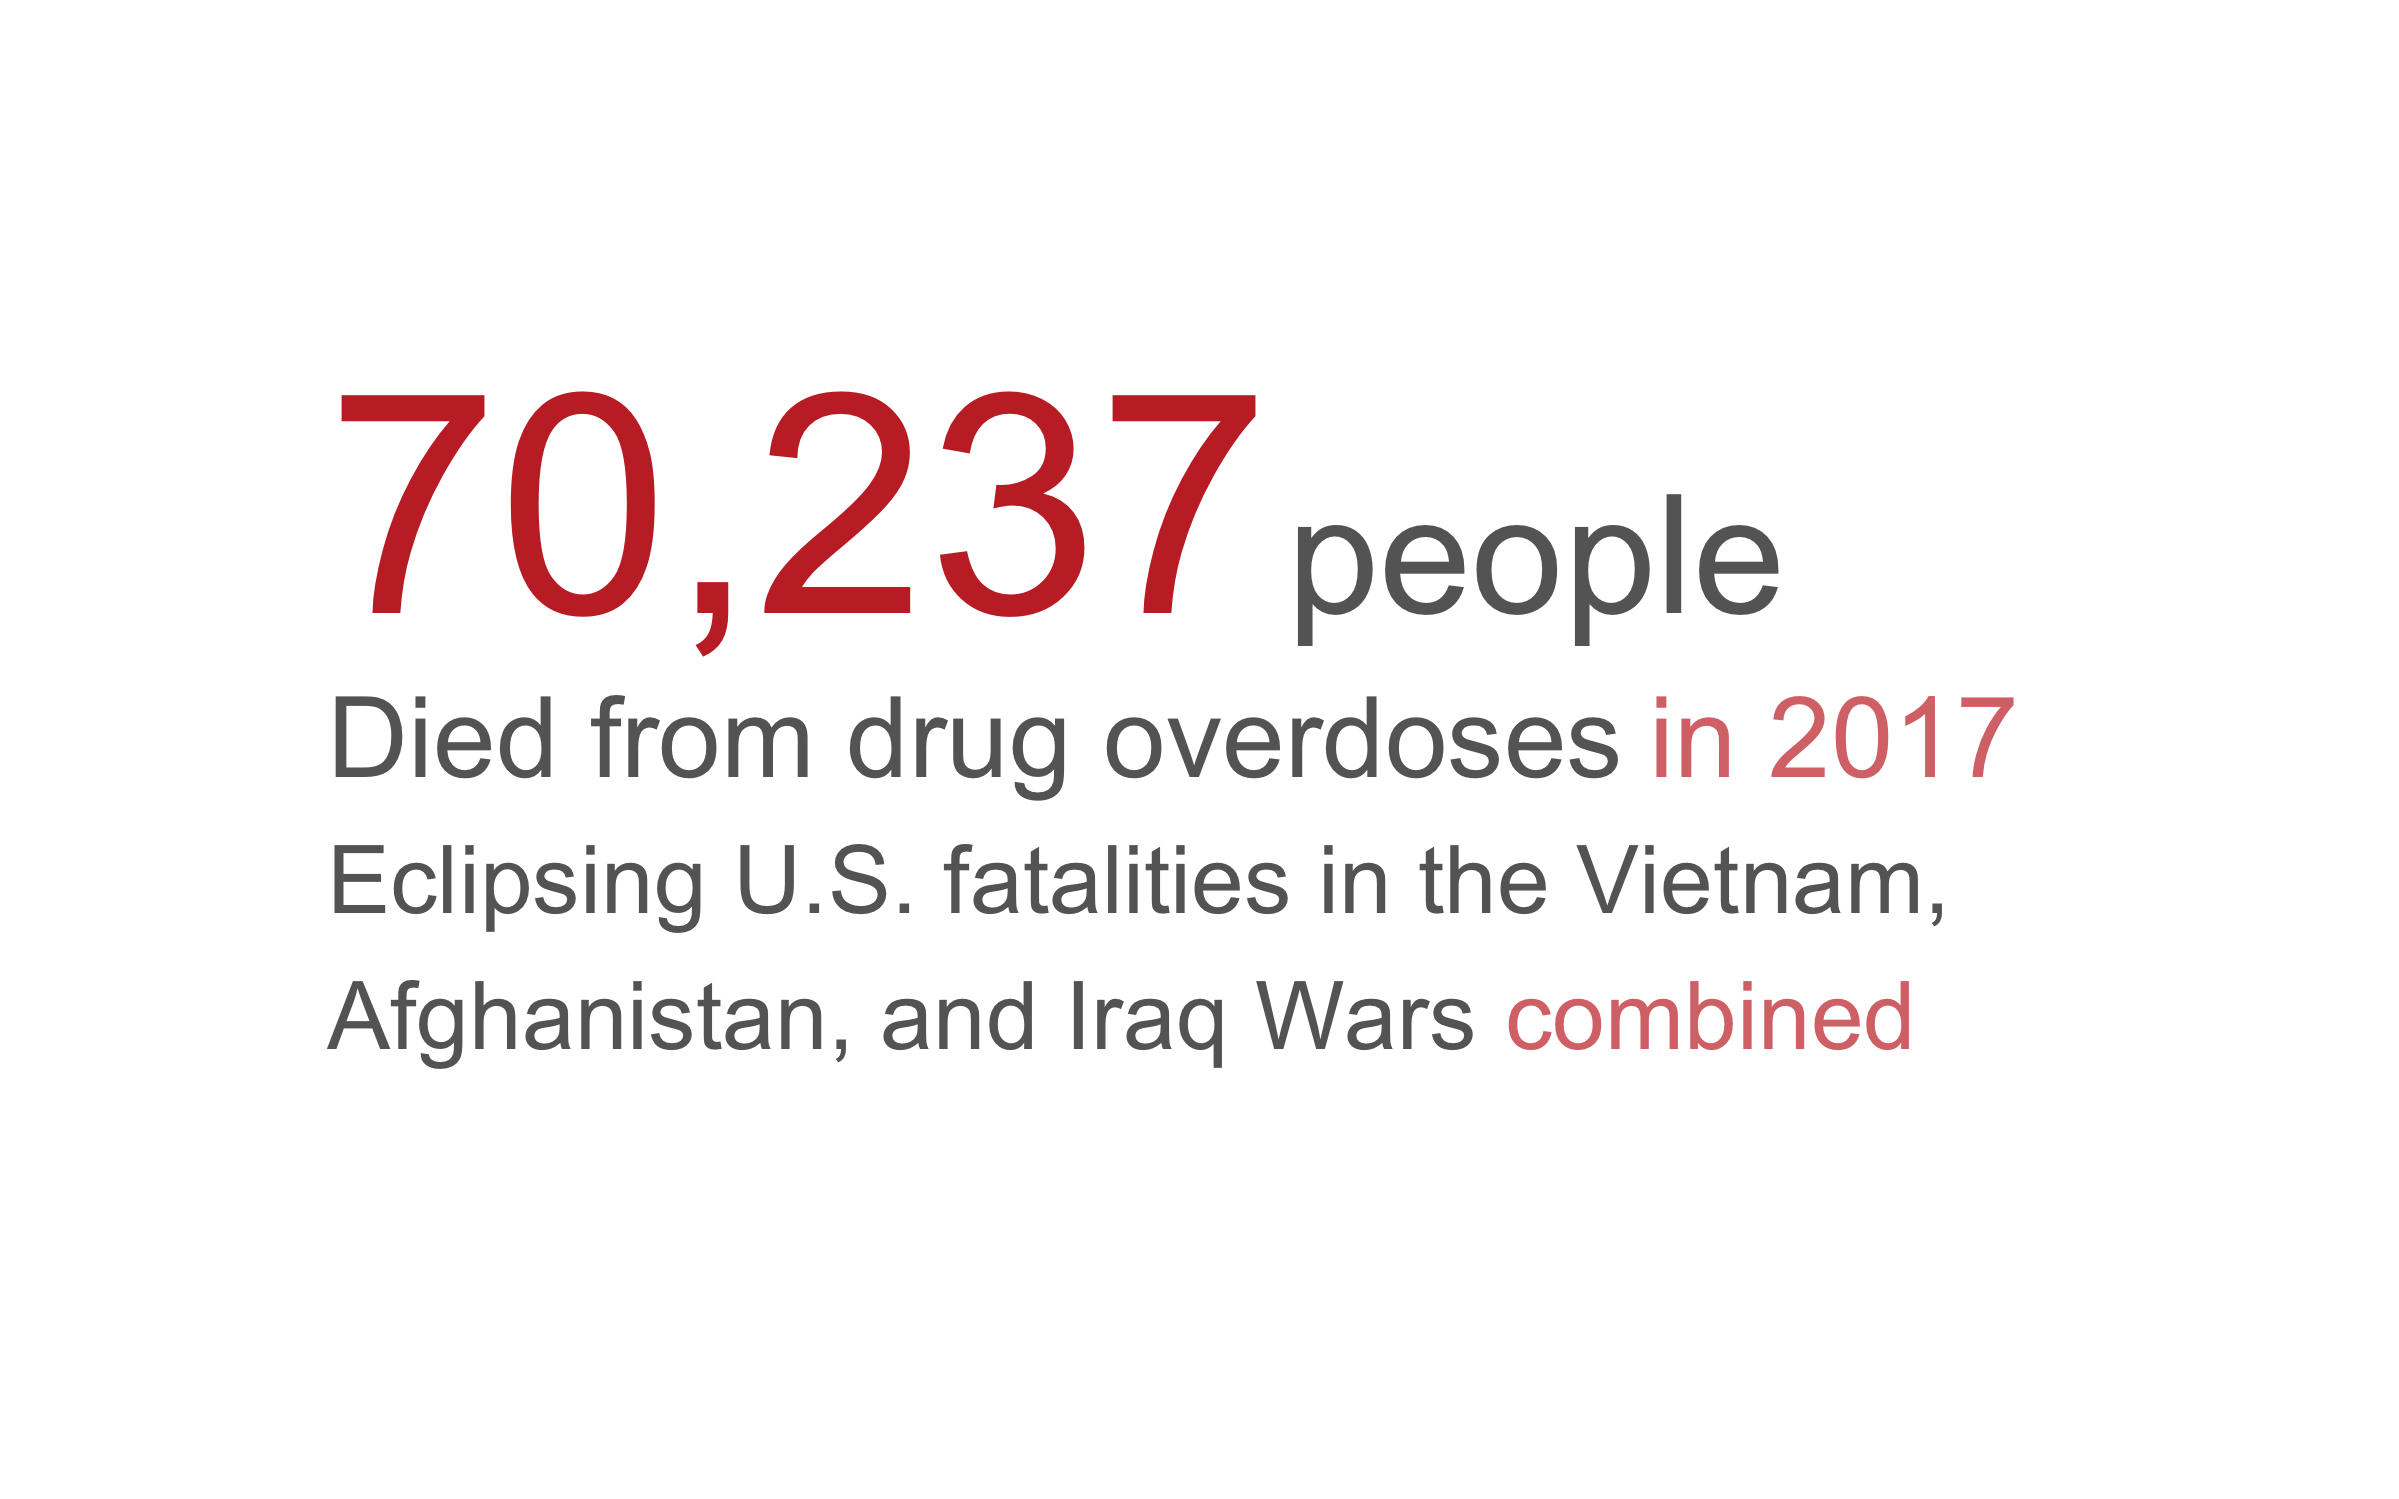 70,237 people
Died from drug overdoses in 2017
Eclipsing U.S. fatalities in the Vietnam,
Afghanistan, and Iraq Wars combined